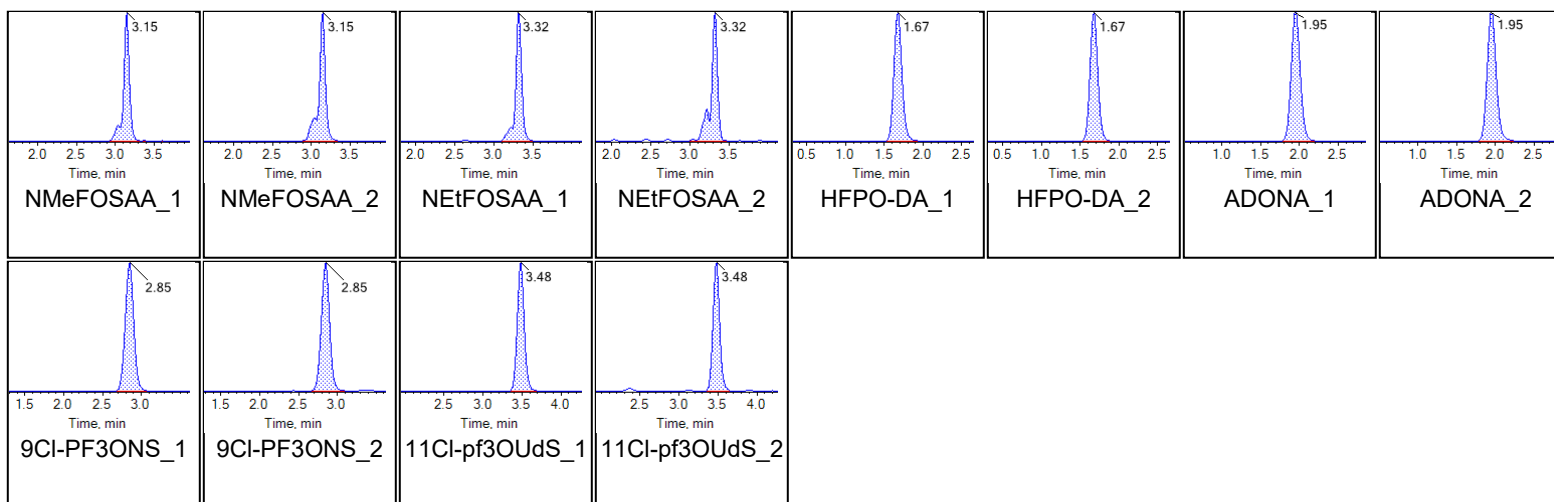 3.15
2.0 2.5 3.0 3.5
Time, min
NMeFOSAA_1
3.15
2.0 2.5 3.0 3.5
Time, min
NMeFOSAA_2
3.32
2.0 2.5 3.0 3.5
Time, min
NEtFOSAA_1
3.32
2.0 2.5 3.0 3.5
Time, min
NEtFOSAA_2
1.67
0.5 1.0 1.5 2.0 2.5
Time, min
HFPO-DA_1
1.67
0.5 1.0 1.5 2.0 2.5
Time, min
HFPO-DA_2
1.95
1.0 1.5 2.0 2.5
Time, min
ADONA_1
1.95
1.0 1.5 2.0 2.5
Time, min
ADONA_2
2.85
1.5 2.0 2.5 3.0
Time, min
9Cl-PF3ONS_1
2.85
1.5 2.0 2.5 3.0
Time, min
9Cl-PF3ONS_2
3.48
2.5 3.0 3.5 4.0
Time, min
11Cl-pf3OUdS_1
3.48
2.5 3.0 3.5 4.0
Time, min
11Cl-pf3OUdS_2